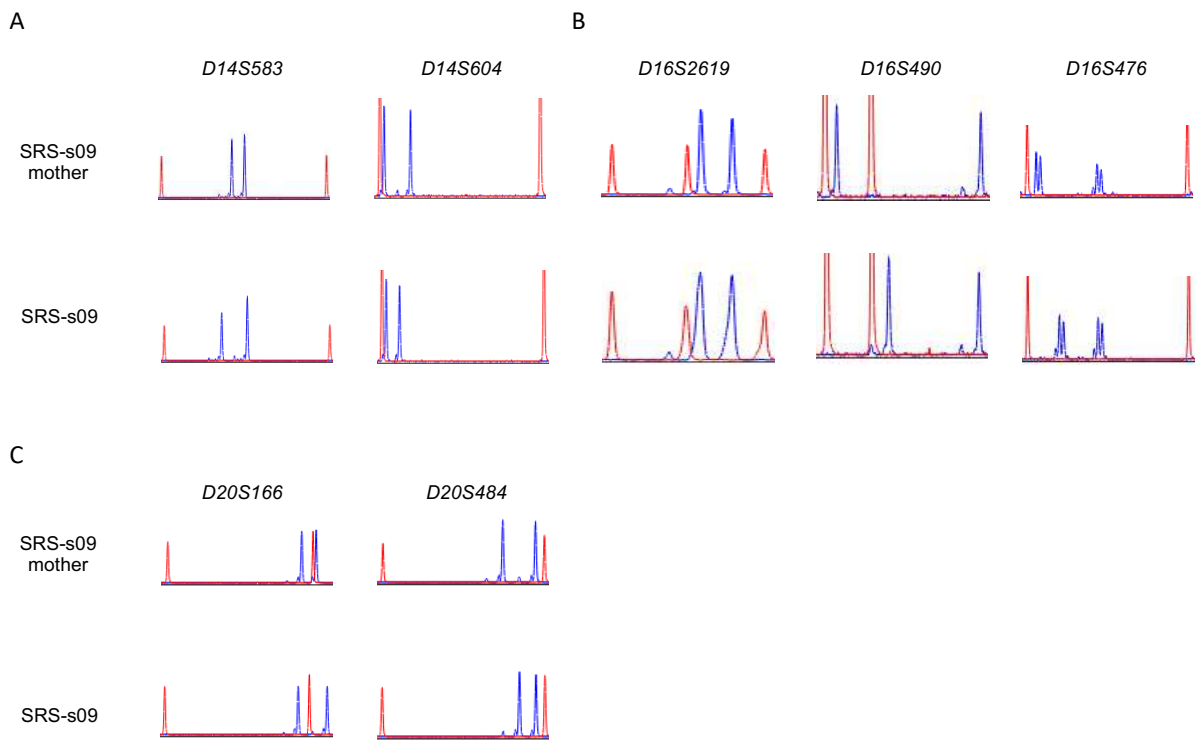 A
B
D14S583
D14S604
D16S2619
D16S490
D16S476
SRS-s09
mother
SRS-s09
C
D20S166
D20S484
SRS-s09
mother
SRS-s09